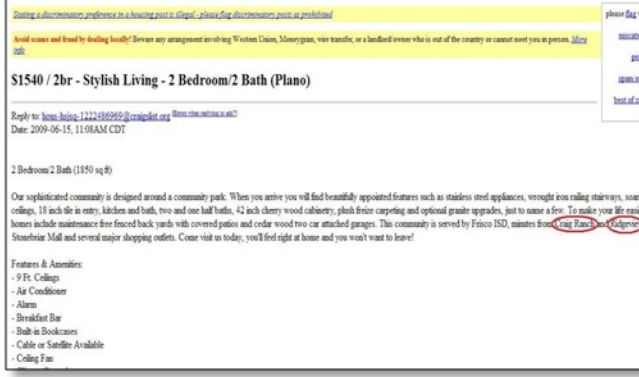 Stating a discriminatory preference in a housing post is illegal - please flag discriminatory posts as prohibited
please flag
miscate
Avoid scams and fraud by dealing locally! Beware any arrangement involving Western Union, Moneygram, wire transfer, or a landlord/owner who is out of the country or cannot meet you in person. More
info
best of c
$1540 / 2br - Stylish Living - 2 Bedroom/2 Bath (Plano)
Reply to: hous-hsjsq-1222486969@craigslist.org [Errors when replying to ads?]
Date: 2009-06-15, 11:08AM CDT
2 Bedroom/2 Bath (1850 sq ft)
Our sophisticated community is designed around a community park. When you arrive you will find beautifully appointed features such as stainless steel appliances, wrought iron railing stairways, soar
ceilings, 18 inch tile in entry, kitchen and bath, two and one half baths, 42 inch cherry wood cabinetry, plush freize carpeting and optional granite upgrades, just to name a few. To make your life easi
homes include maintenance free fenced back yards with covered patios and cedar wood two car attached garages. This community is served by Frisco ISD, minutes from Craig Ranch and Ridgeview
Stonebriar Mall and several major shopping outlets. Come visit us today, you'll feel right at home and you won't want to leave!
Features & Amenities:
- 9 Ft. Ceilings
- Air Conditioner
- Alarm
- Breakfast Bar
- Built-in Bookcases
- Cable or Satellite Available
- Ceiling Fan